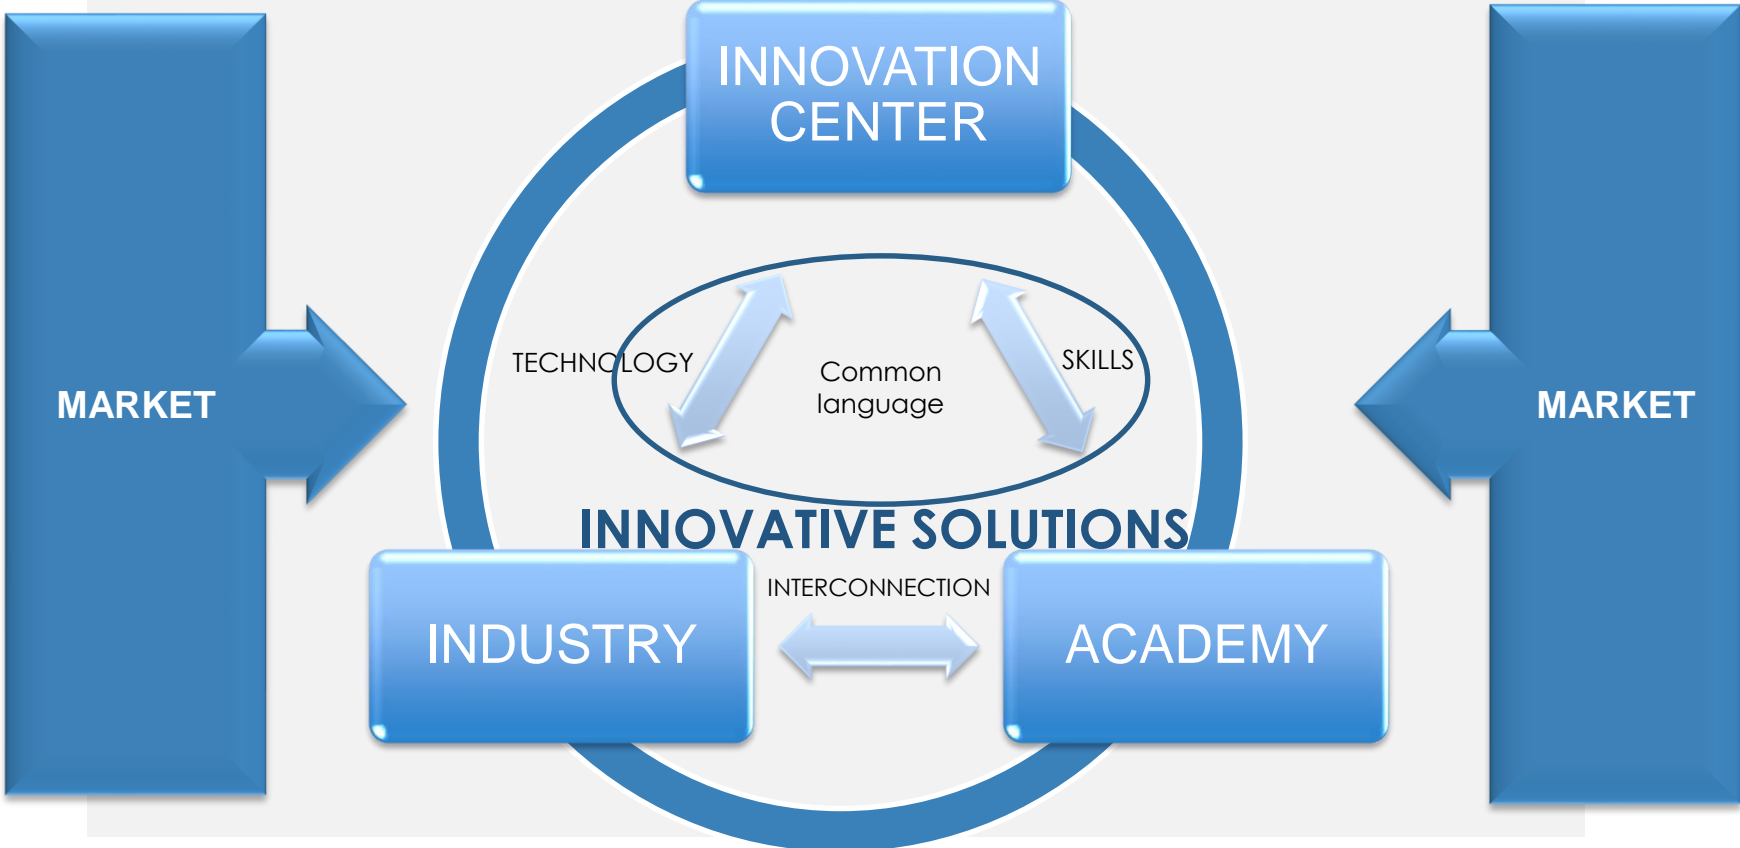 INNOVATION
CENTER
TECHNOLOGY
SKILLS
Common
language
MARKET
MARKET
INNOVATIVE SOLUTIONS
INTERCONNECTION
INDUSTRY
ACADEMY